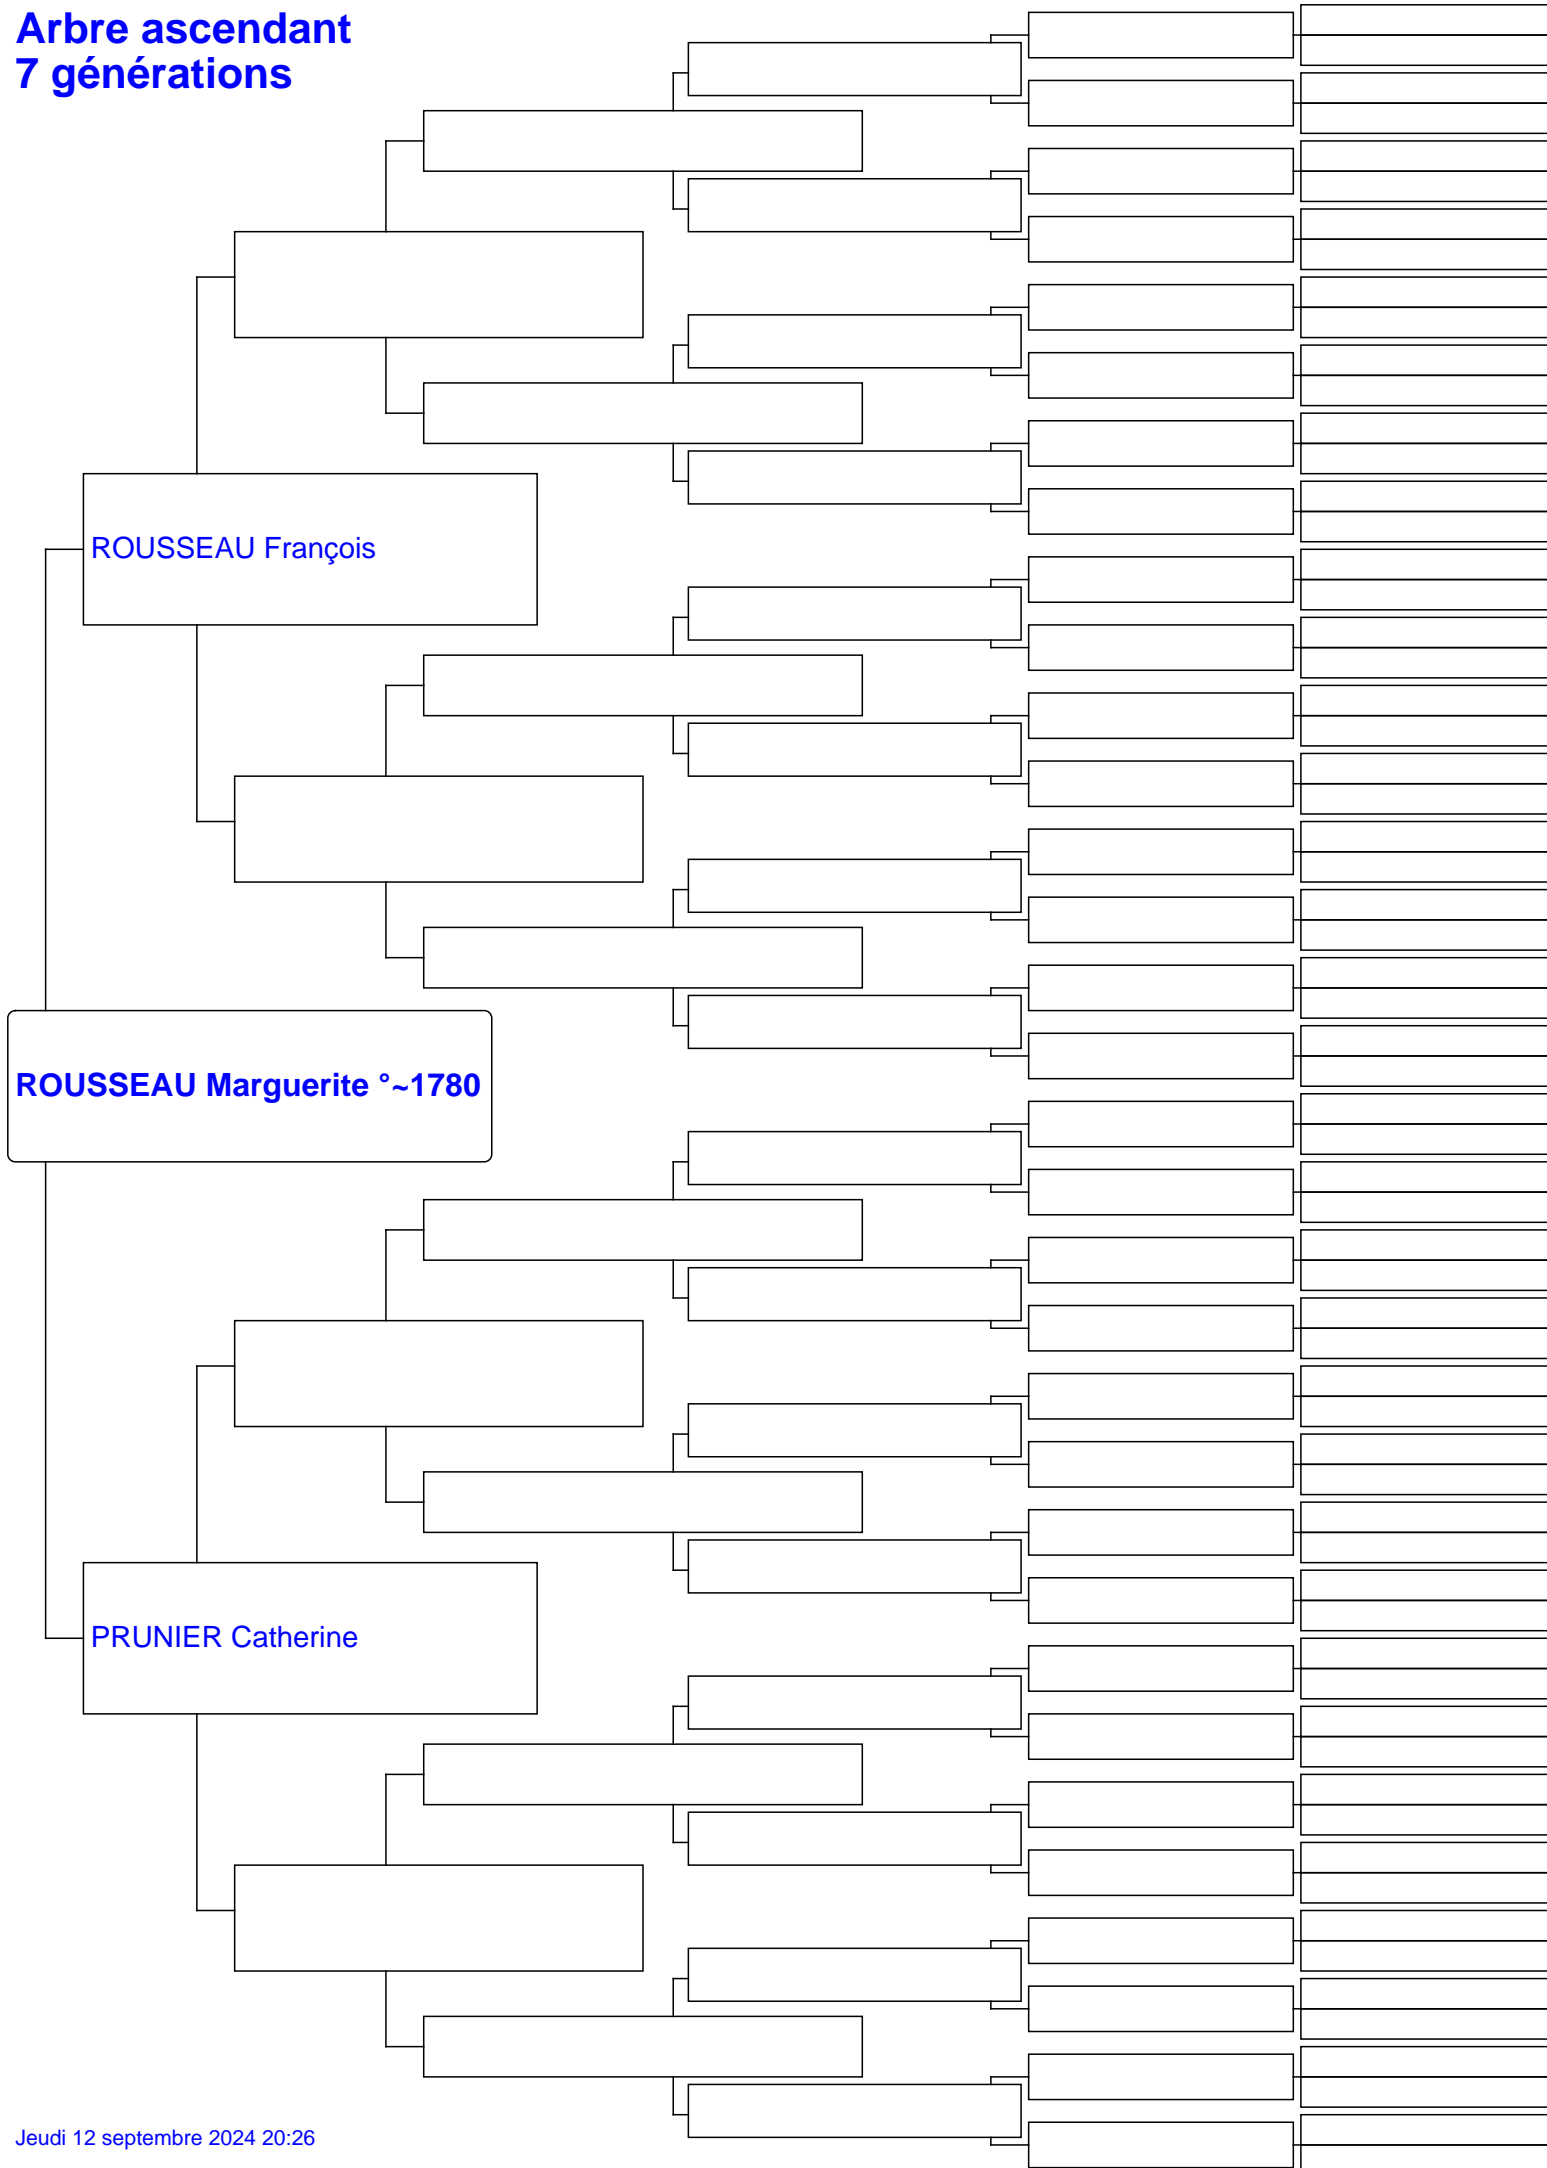 Arbre ascendant
7 générations
ROUSSEAU François
ROUSSEAU Marguerite °~1780
PRUNIER Catherine
Jeudi 12 septembre 2024 20:26